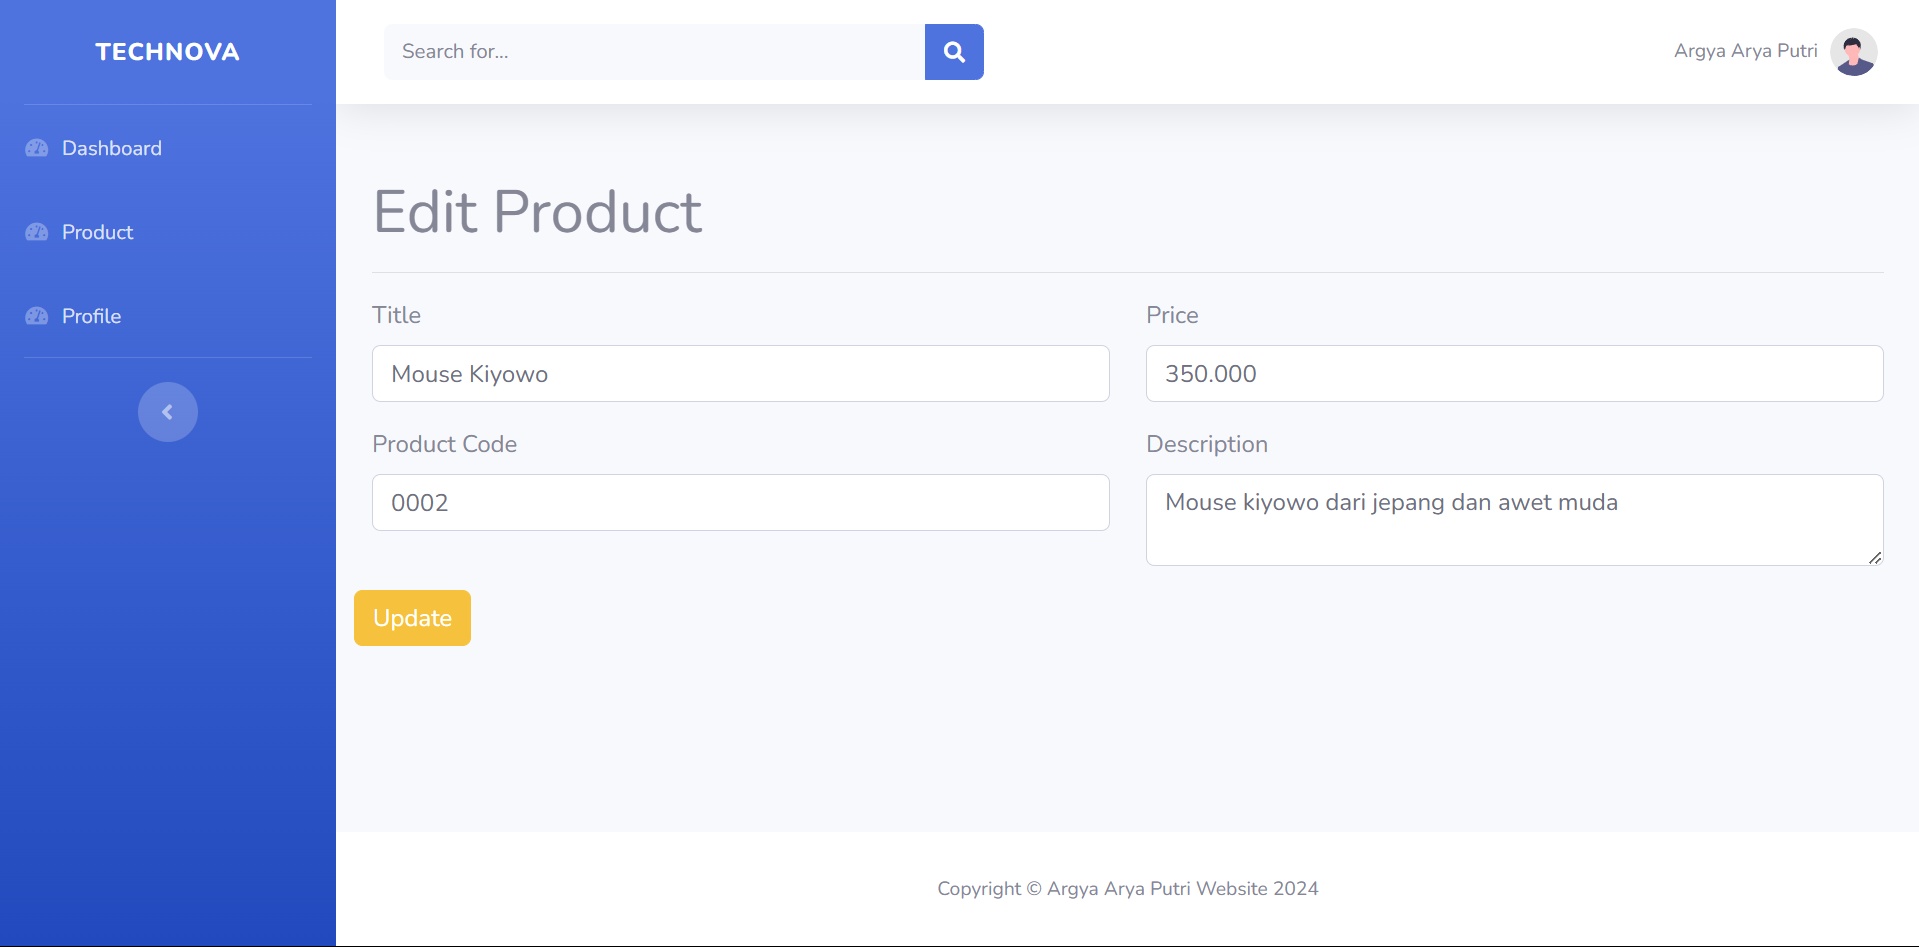 TECHNOVA
Dashboard
Product
Profile
Search for...
Argya Arya Putri
Edit Product
Title
Mouse Kiyowo
Price
350.000
Product Code
0002
Description
Mouse kiyowo dari jepang dan awet muda
Update
Copyright © Argya Arya Putri Website 2024